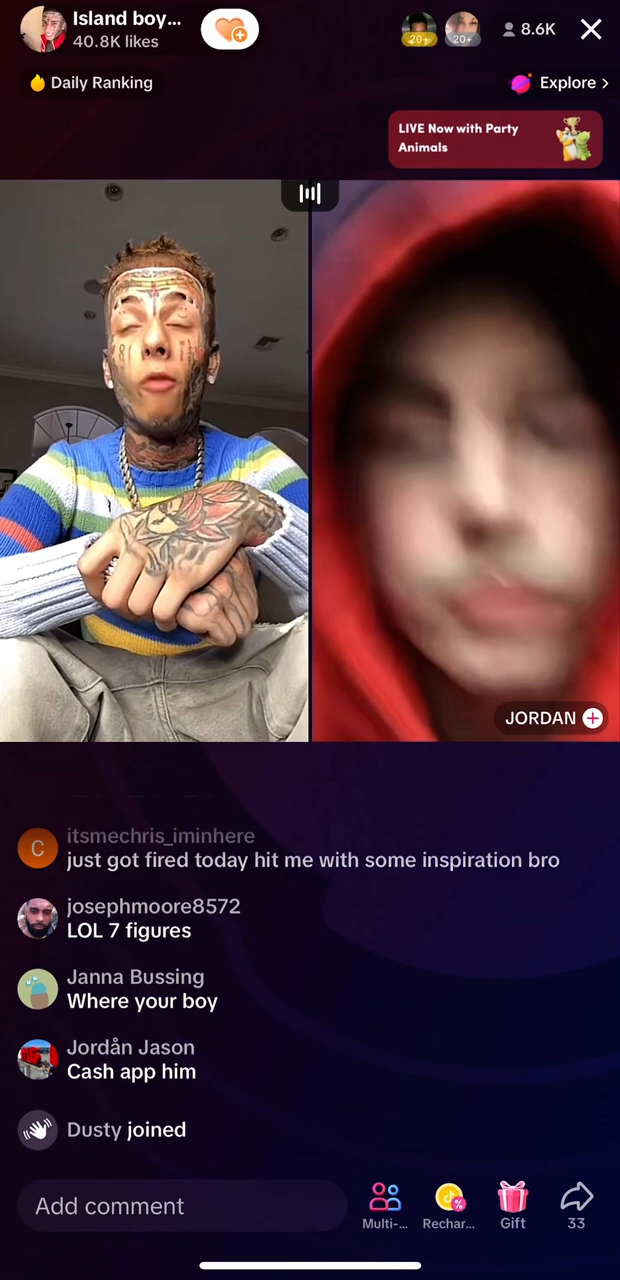 Island boy...
40.8K likes
20+
20+
8.6K
Daily Ranking
Explore >
LIVE Now with Party
Animals
JORDAN
itsmechris_iminhere
just got fired today hit me with some inspiration bro
C
josephmoore8572
LOL 7 figures
Janna Bussing
Where your boy
Jordån Jason
Cash app him
Dusty joined
Add comment
Multi-...
Rechar...
Gift
33